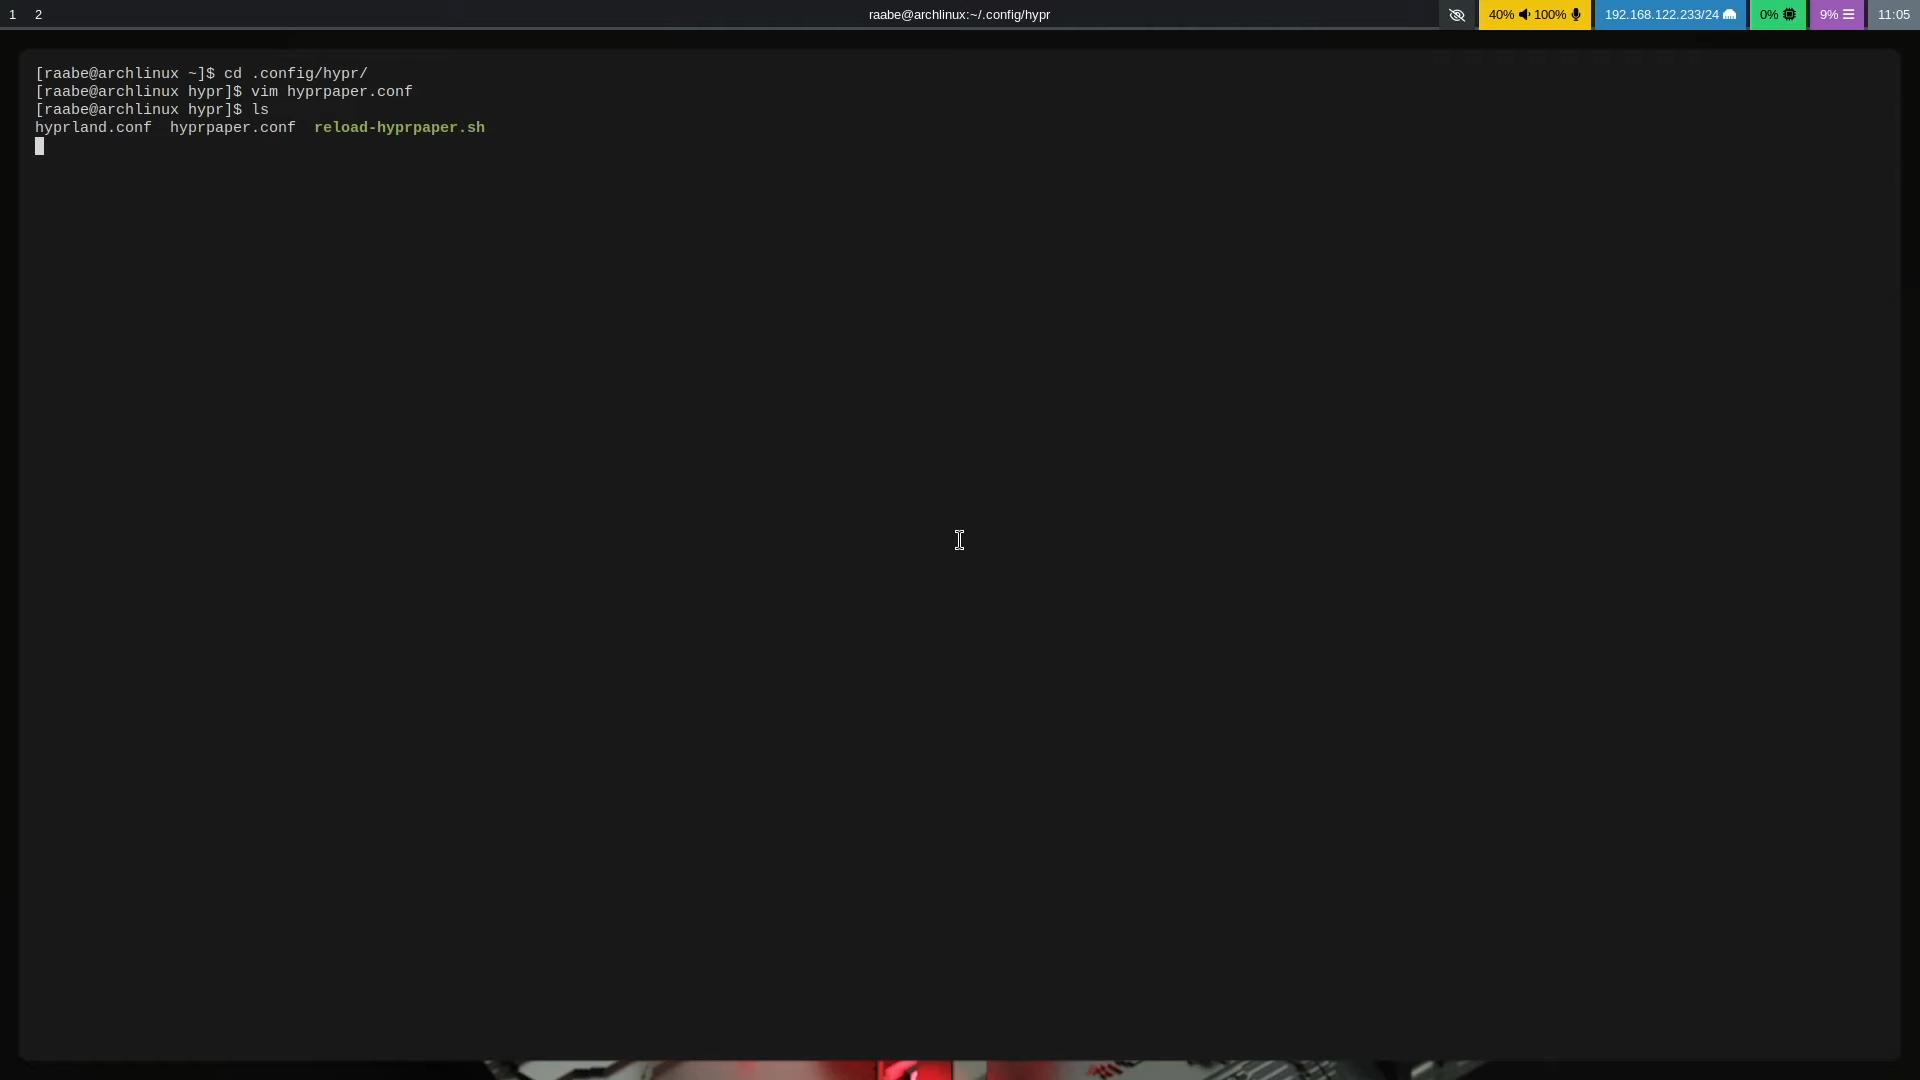 1 2 raabe@archlinux:~/.config/hypr 40% 100% 192.168.122.233/24 0% 9% 11:05
[raabe@archlinux ~]$ cd .config/hypr/
[raabe@archlinux hypr]$ vim hyprpaper.conf
[raabe@archlinux hypr]$ ls
hyprland.conf  hyprpaper.conf  reload-hyprpaper.sh